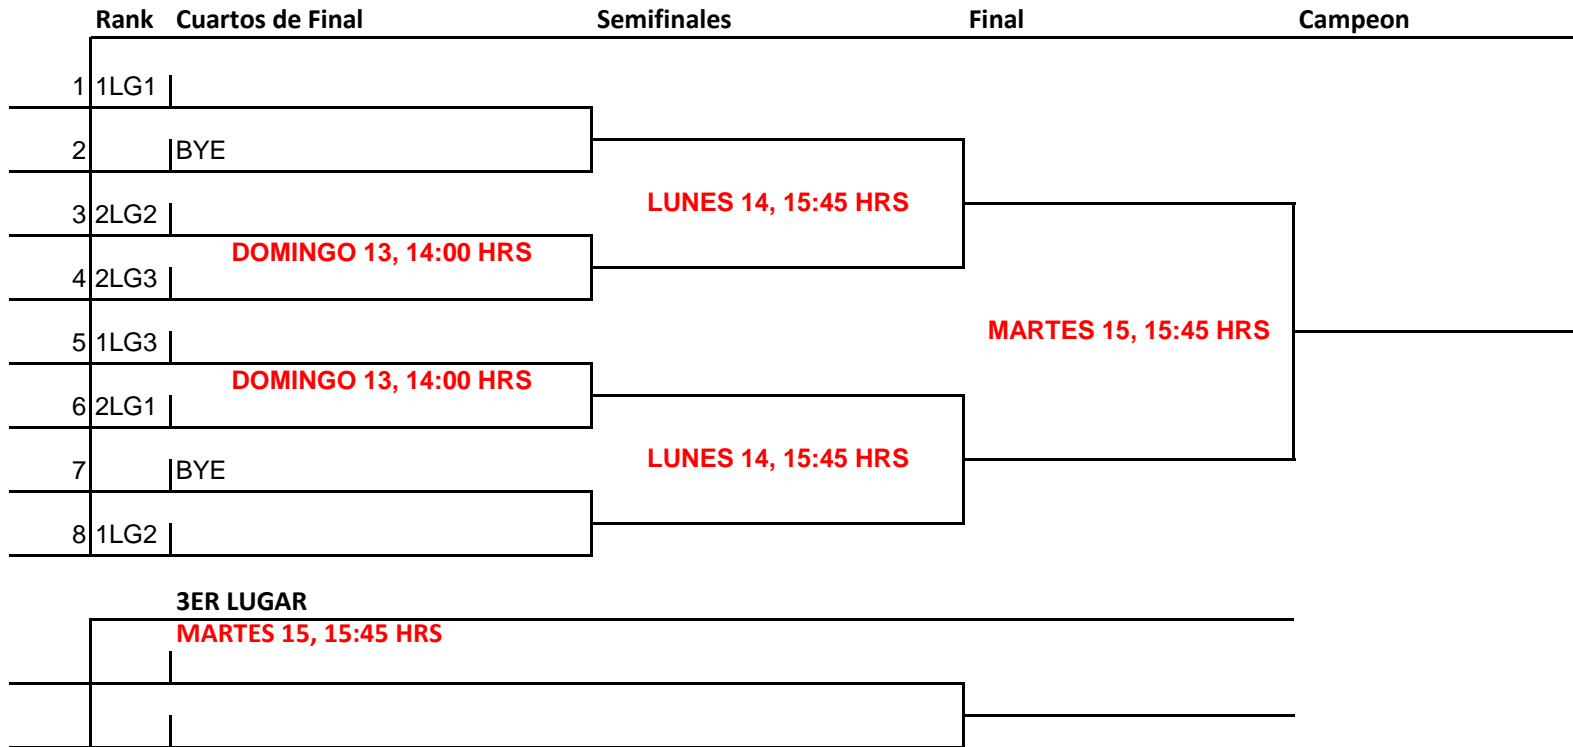 Rank Cuartos de Final Semifinales Final Campeon
1 1LG1
2 BYE
LUNES 14, 15:45 HRS
3 2LG2
DOMINGO 13, 14:00 HRS
4 2LG3
MARTES 15, 15:45 HRS
5 1LG3
DOMINGO 13, 14:00 HRS
6 2LG1
LUNES 14, 15:45 HRS
7 BYE
8 1LG2
3ER LUGAR
MARTES 15, 15:45 HRS